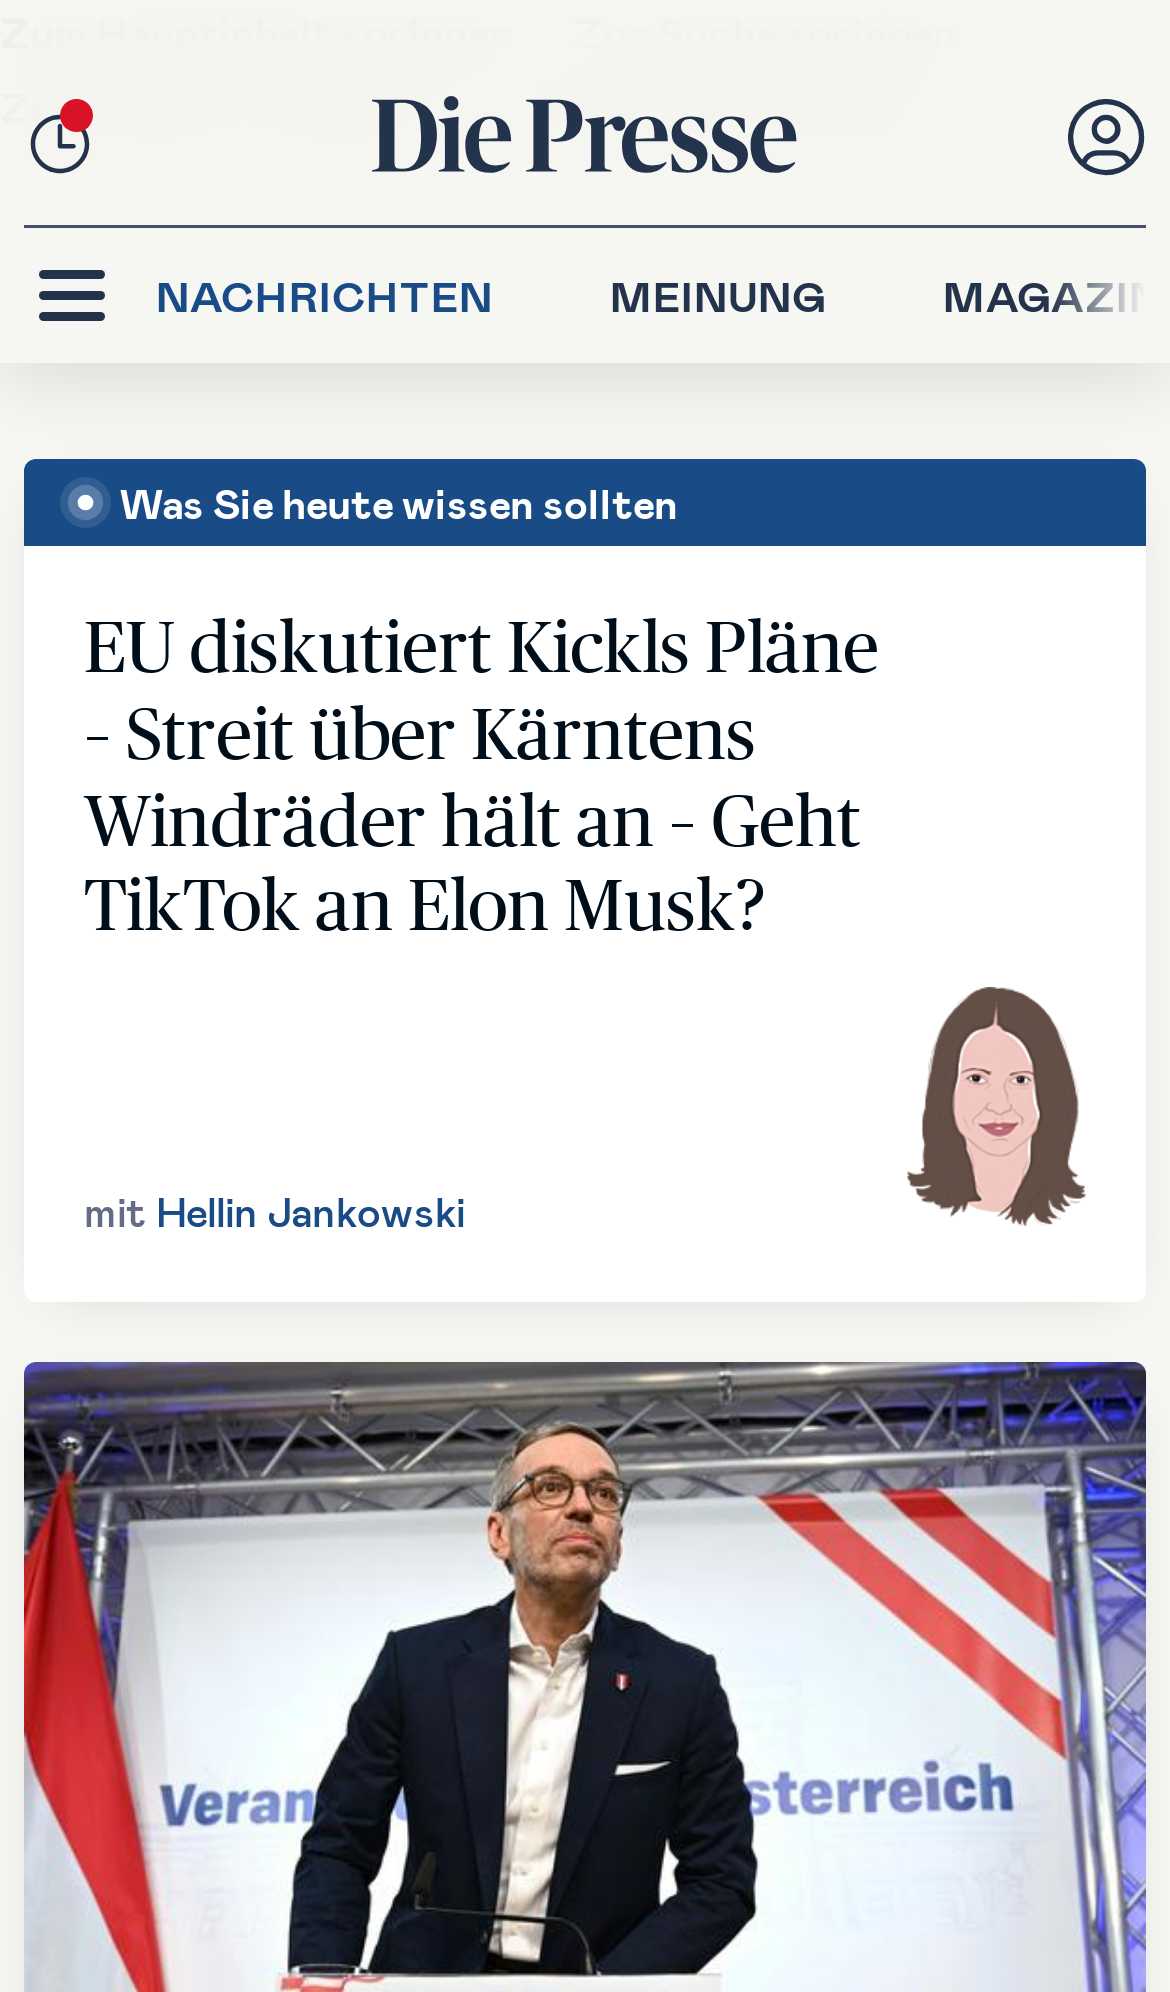 Zum Hauptinhalt springen Zur Suche springen
Die Presse
NACHRICHTEN MEINUNG MAGAZIN
Was Sie heute wissen sollten
EU diskutiert Kickls Pläne
– Streit über Kärntens
Windräder hält an – Geht
TikTok an Elon Musk?
mit Hellin Jankowski
Veran sterreich